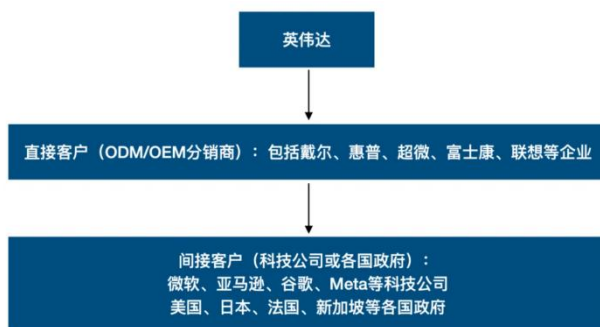 英伟达
直接客户（ODM/OEM分销商）：包括戴尔、惠普、超微、富士康、联想等企业
间接客户（科技公司或各国政府）：
微软、亚马逊、谷歌、Meta等科技公司
美国、日本、法国、新加坡等各国政府